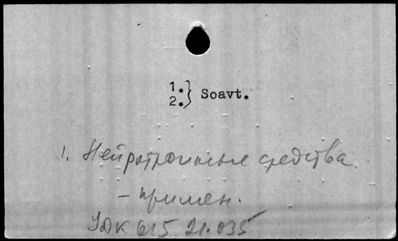 1.} Soavt.
2.}
1. Нейротропные средства.
- примен.
УДК 615.21.035